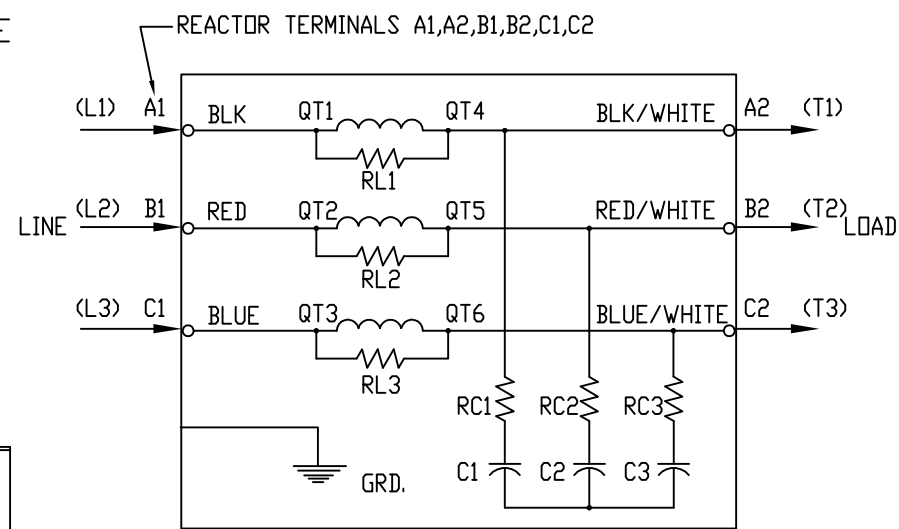 E
REACTOR TERMINALS A1,A2,B1,B2,C1,C2
(L1) A1 BLK QT1 QT4 BLK/WHITE A2 (T1)
RL1
LINE (L2) B1 RED QT2 QT5 RED/WHITE B2 (T2) LOAD
RL2
(L3) C1 BLUE QT3 QT6 BLUE/WHITE C2 (T3)
RL3
RC1 RC2 RC3
C1 C2 C3
GRD.